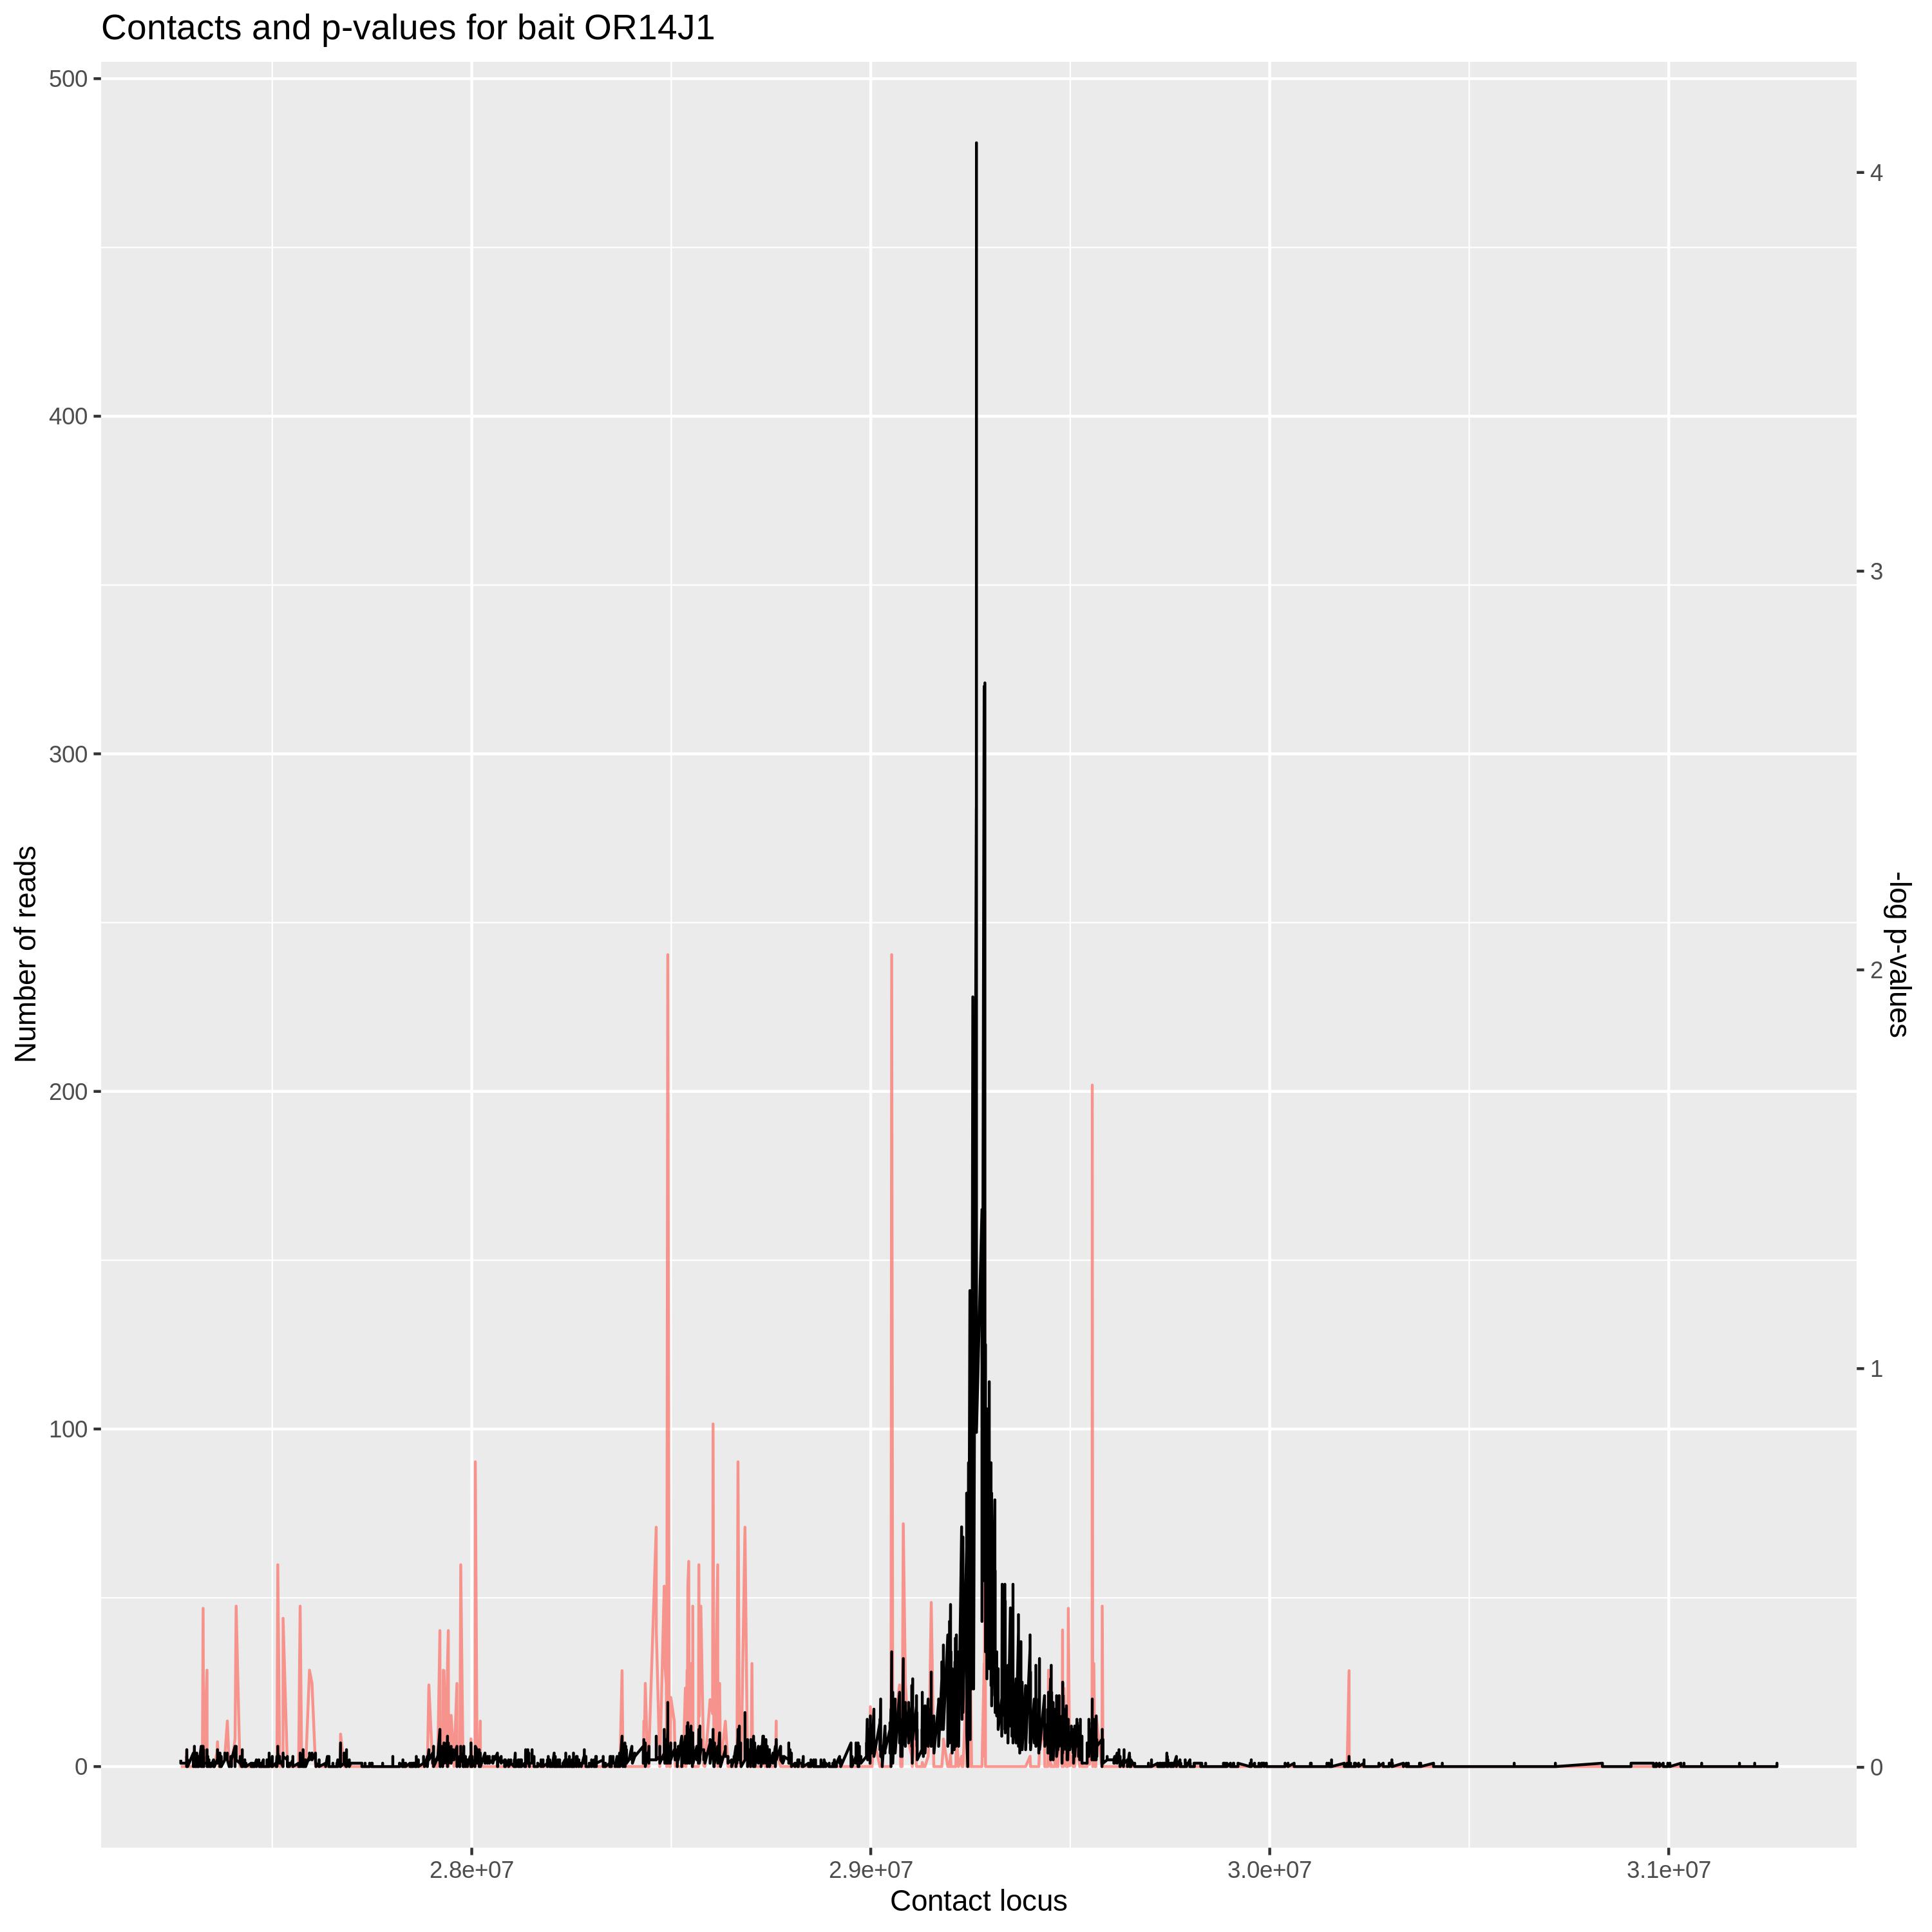 Contacts and p-values for bait OR14J1
500
400
300
200
100
0
Number of reads
4
3
2
1
0
-log p-values
2.8e+07
2.9e+07
3.0e+07
3.1e+07
Contact locus